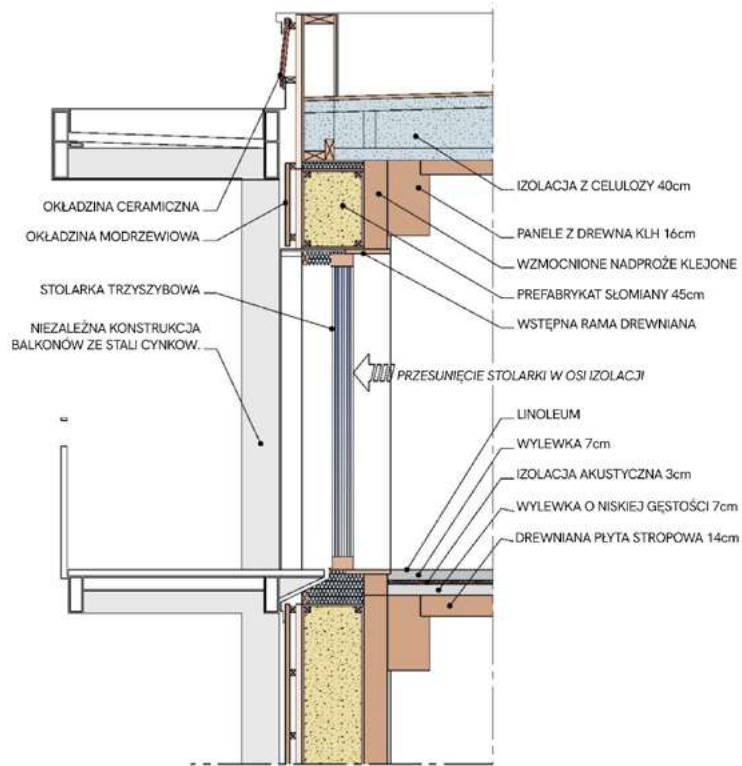 OKŁADZINA CERAMICZNA
OKŁADZINA MODRZEWIOWA
STOLARKA TRZYSZYBOWA
NIEZALEŻNA KONSTRUKCJA
BALKONÓW ZE STALI CYNKOW.
IZOLACJA Z CELULOZY 40cm
PANELE Z DREWNA KLH 16cm
WZMOCNIONE NADPROŻE KLEJONE
PREFABRYKAT SŁOMIANY 45cm
WSTĘPNA RAMA DREWNIANA
PRZESUNIĘCIE STOLARKI W OSI IZOLACJI
LINOLEUM
WYLEWKA 7cm
IZOLACJA AKUSTYCZNA 3cm
WYLEWKA O NISKIEJ GĘSTOŚCI 7cm
DREWNIANA PŁYTA STROPOWA 14cm